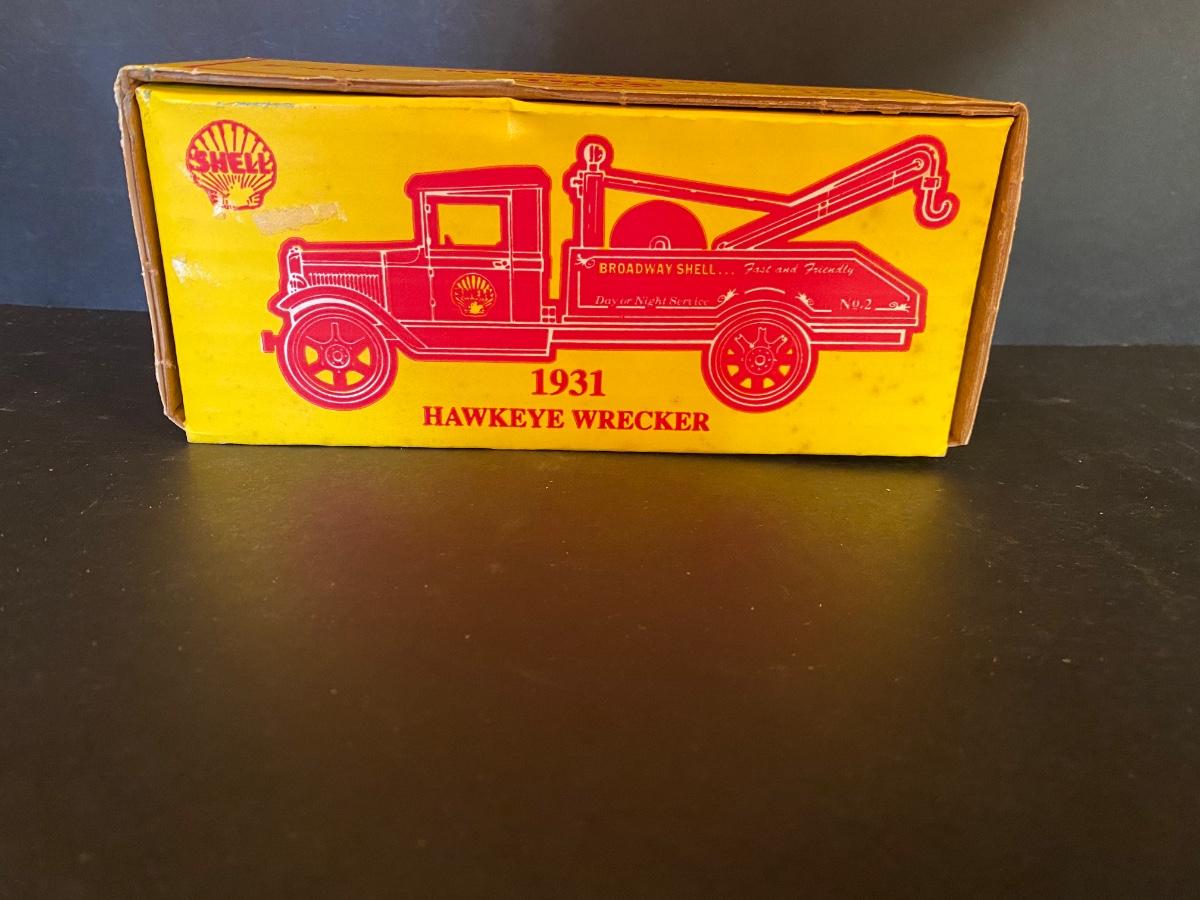 SHELL
BROADWAY SHELL... Fast and Friendly
Day or Night Service
No.2
1931
HAWKEYE WRECKER